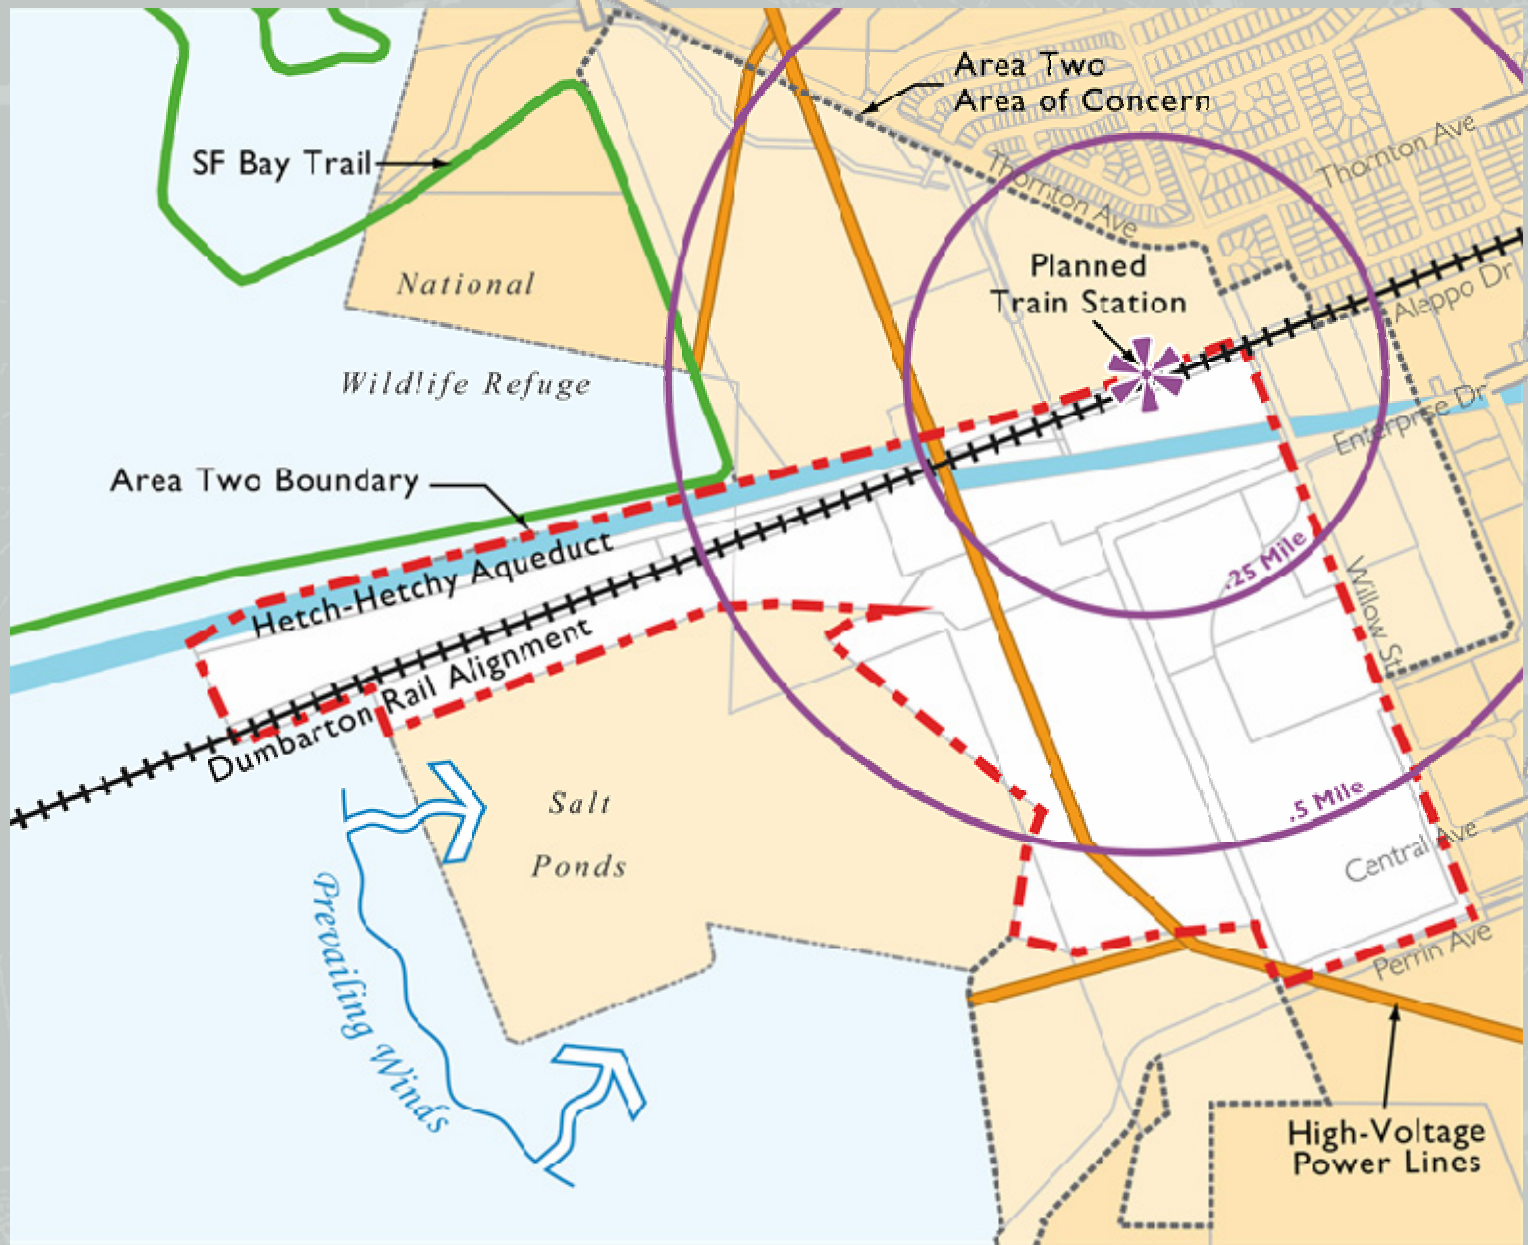 Area Two
Area of Concern
Thornton Ave
SF Bay Trail
Thornton Ave
Planned
Train Station
National
Aleppo Dr
Wildlife Refuge
Enterprise Dr
Area Two Boundary
Hetch-Hetchy Aqueduct
.25 Mile
Willow St
Dumbarton Rail Alignment
Salt
Ponds
.5 Mile
Central Ave
Prevailing Winds
Perrin Ave
High-Voltage
Power Lines